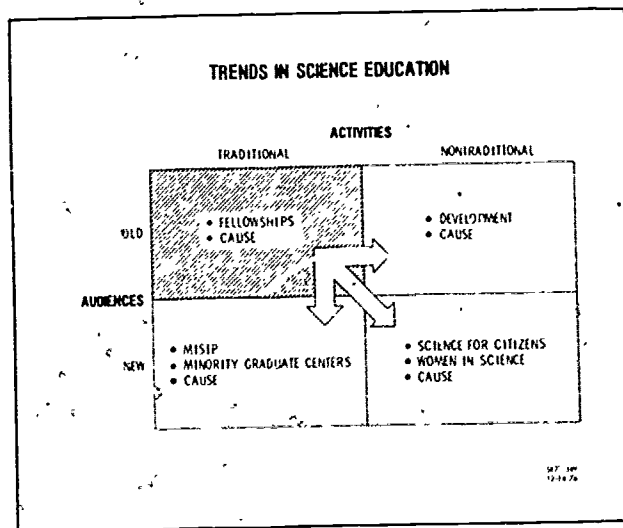 TRENDS IN SCIENCE EDUCATION
ACTIVITIES
TRADITIONAL
NONTRADITIONAL
OLD
• FELLOWSHIPS
• CAUSE
• DEVELOPMENT
• CAUSE
AUDIENCES
NEW
• MISIP
• MINORITY GRADUATE CENTERS
• CAUSE
• SCIENCE FOR CITIZENS
• WOMEN IN SCIENCE
• CAUSE